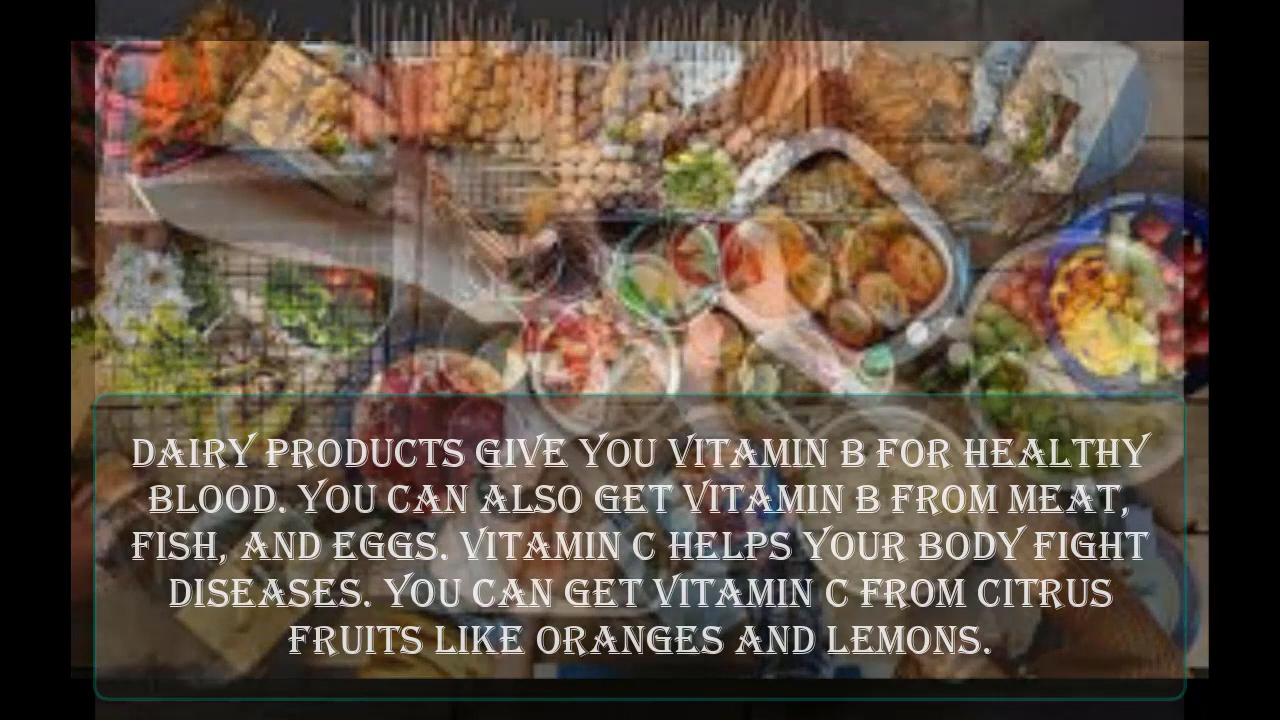 DAIRY PRODUCTS GIVE YOU VITAMIN B FOR HEALTHY
BLOOD. YOU CAN ALSO GET VITAMIN B FROM MEAT,
FISH, AND EGGS. VITAMIN C HELPS YOUR BODY FIGHT
DISEASES. YOU CAN GET VITAMIN C FROM CITRUS
FRUITS LIKE ORANGES AND LEMONS.